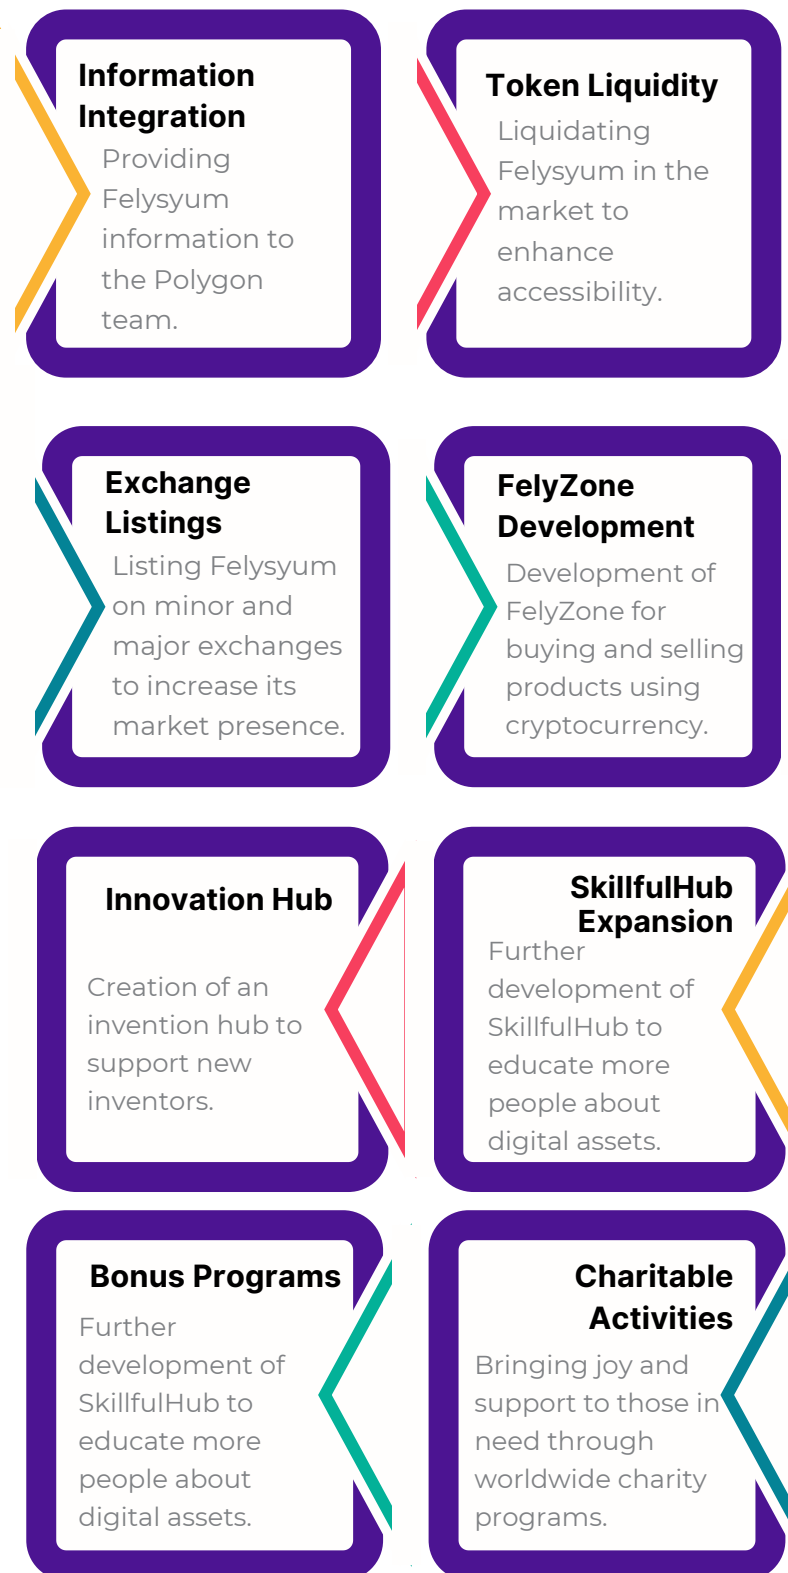 Information
Integration
Providing
Felysyum
information to
the Polygon
team.
Token Liquidity
Liquidating
Felysyum in the
market to
enhance
accessibility.
Exchange
Listings
Listing Felysyum
on minor and
major exchanges
to increase its
market presence.
FelyZone
Development
Development of
FelyZone for
buying and selling
products using
cryptocurrency.
Innovation Hub
Creation of an
invention hub to
support new
inventors.
SkillfulHub
Expansion
Further
development of
SkillfulHub to
educate more
people about
digital assets.
Bonus Programs
Further
development of
SkillfulHub to
educate more
people about
digital assets.
Charitable
Activities
Bringing joy and
support to those in
need through
worldwide charity
programs.